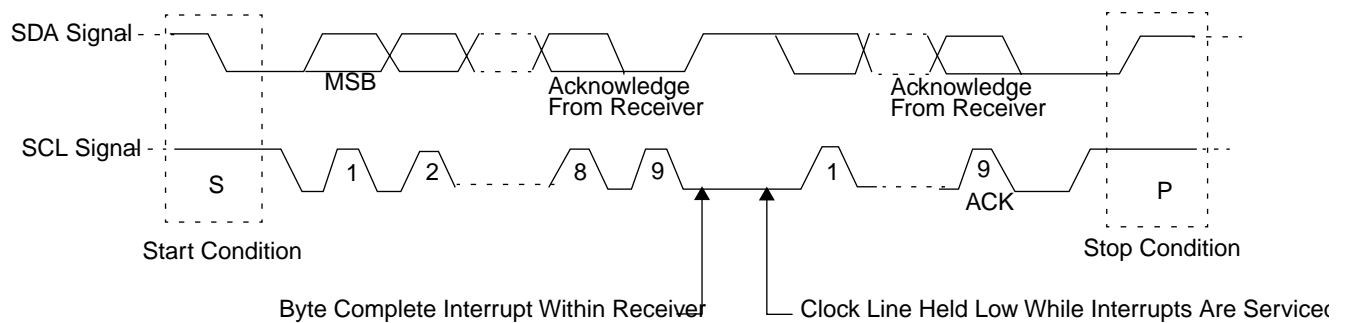 SDA Signal
MSB
Acknowledge
From Receiver
Acknowledge
From Receiver
SCL Signal
S
1
2
8
9
1
9
ACK
P
Start Condition
Stop Condition
Byte Complete Interrupt Within Receiver
Clock Line Held Low While Interrupts Are Serviced